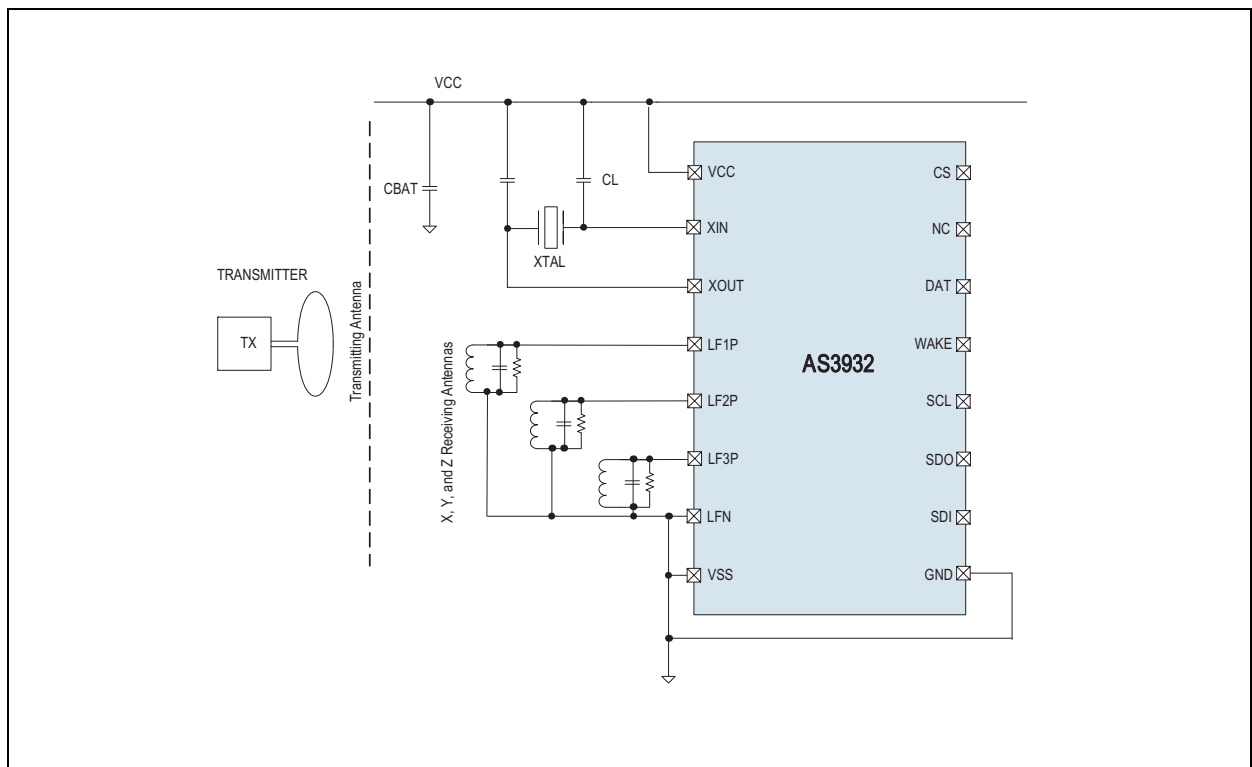 VCC
CBAT
CL
XTAL
TRANSMITTER
TX
Transmitting Antenna
X, Y, and Z Receiving Antennas
VCC
XIN
XOUT
LF1P
LF2P
LF3P
LFN
VSS
AS3932
CS
NC
DAT
WAKE
SCL
SDO
SDI
GND